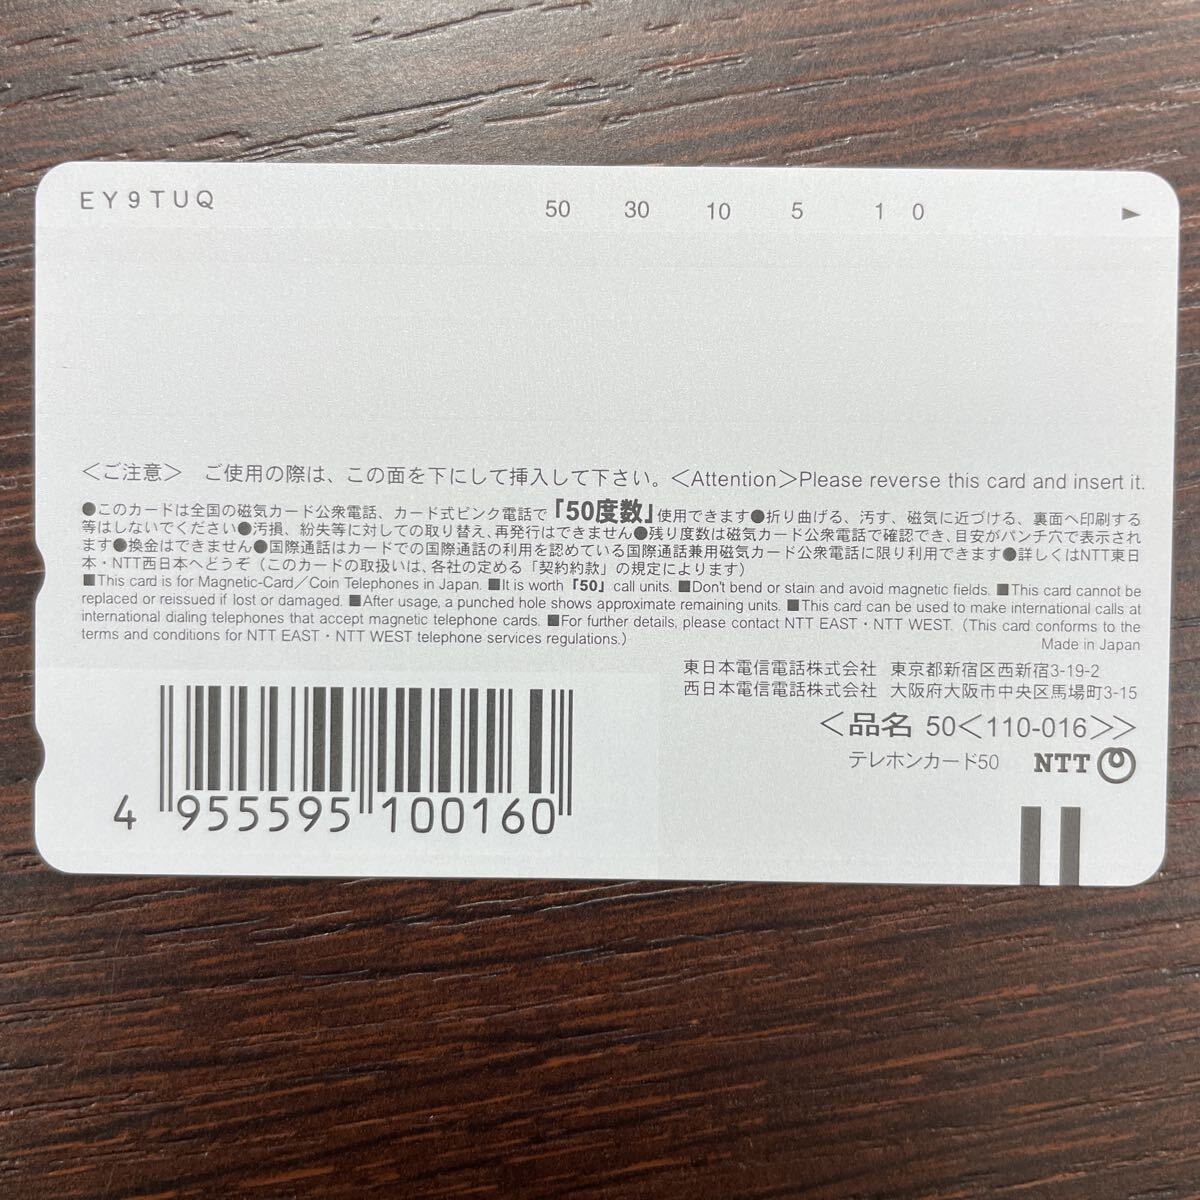 EY9TUQ
50 30 10 5 1 0 ▶
＜ご注意＞ ご使用の際は、この面を下にして挿入して下さい。＜Attention＞Please reverse this card and insert it.
●このカードは全国の磁気カード公衆電話、カード式ピンク電話で「50度数」使用できます●折り曲げる、汚す、磁気に近づける、裏面へ印刷する
等はしないでください●汚損、紛失等に対しての取り替え、再発行はできません●残り度数は磁気カード公衆電話で確認でき、目安がパンチ穴で表示され
ます●換金はできません●国際通話はカードでの国際通話の利用を認めている国際通話兼用磁気カード公衆電話に限り利用できます●詳しくはNTT東日
本・NTT西日本へどうぞ（このカードの取扱いは、各社の定める「契約約款」の規定によります）
■This card is for Magnetic-Card／Coin Telephones in Japan. ■It is worth「50」call units. ■Don't bend or stain and avoid magnetic fields. ■This card cannot be
replaced or reissued if lost or damaged. ■After usage, a punched hole shows approximate remaining units. ■This card can be used to make international calls at
international dialing telephones that accept magnetic telephone cards. ■For further details, please contact NTT EAST・NTT WEST.（This card conforms to the
terms and conditions for NTT EAST・NTT WEST telephone services regulations.）
Made in Japan
東日本電信電話株式会社 東京都新宿区西新宿3-19-2
西日本電信電話株式会社 大阪府大阪市中央区馬場町3-15
＜品名 50＜110-016＞＞
テレホンカード50 NTT
4 955595 100160